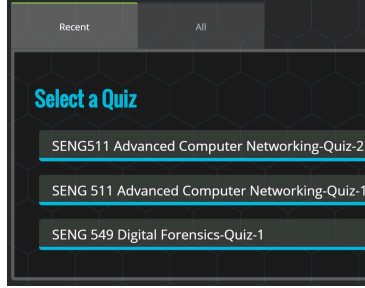 Recent
All
Select a Quiz
SENG511 Advanced Computer Networking-Quiz-2
SENG 511 Advanced Computer Networking-Quiz-1
SENG 549 Digital Forensics-Quiz-1